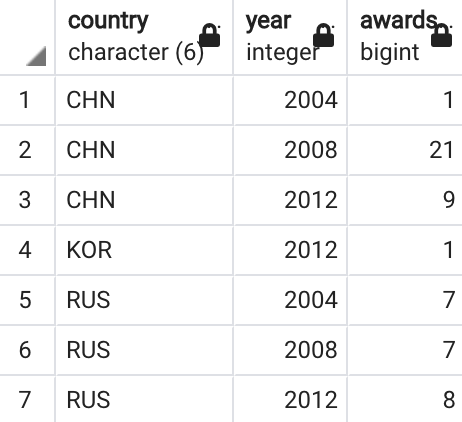 country year awards
character (6) integer bigint
1 CHN 2004 1
2 CHN 2008 21
3 CHN 2012 9
4 KOR 2012 1
5 RUS 2004 7
6 RUS 2008 7
7 RUS 2012 8